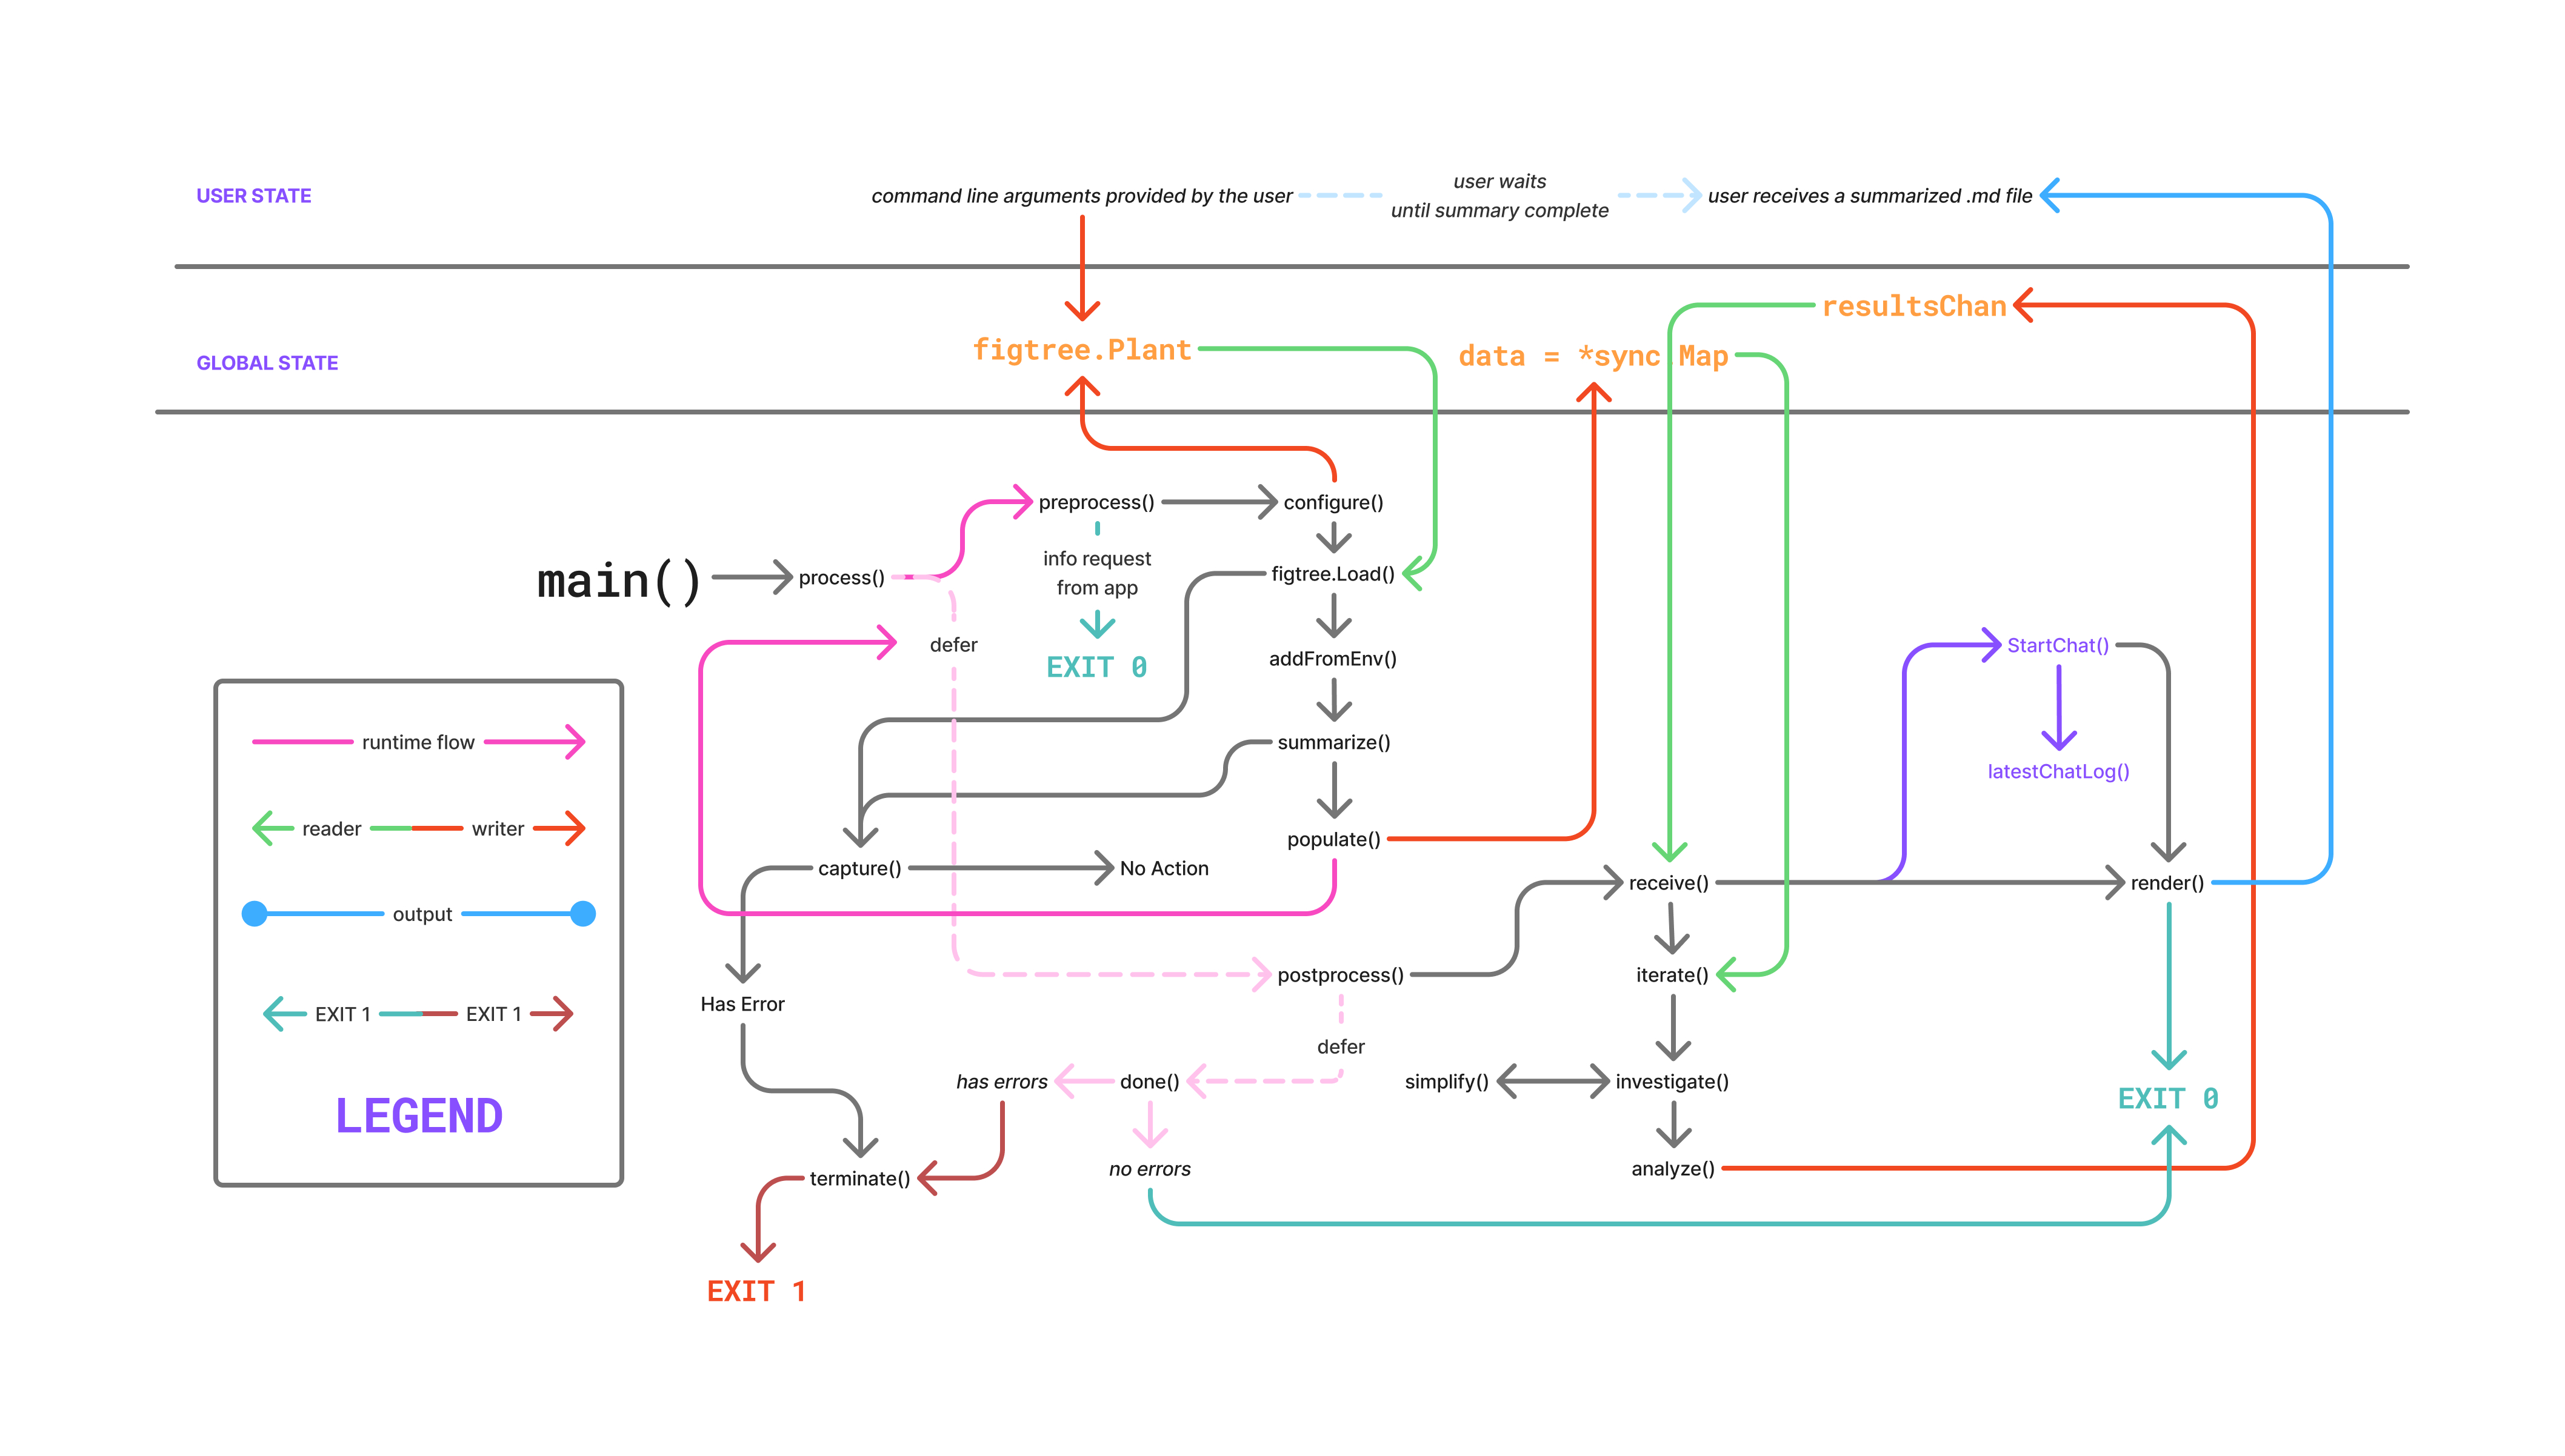 USER STATE
command line arguments provided by the user
user waits
until summary complete
user receives a summarized .md file
GLOBAL STATE
figtree.Plant
data = *sync.Map
resultsChan
main()
process()
preprocess()
configure()
info request
from app
EXIT 0
figtree.Load()
defer
addFromEnv()
summarize()
populate()
capture()
No Action
Has Error
StartChat()
latestChatLog()
receive()
render()
postprocess()
iterate()
defer
has errors
done()
simplify()
investigate()
no errors
terminate()
analyze()
EXIT 0
EXIT 1
runtime flow
reader
writer
output
EXIT 1
EXIT 1
LEGEND